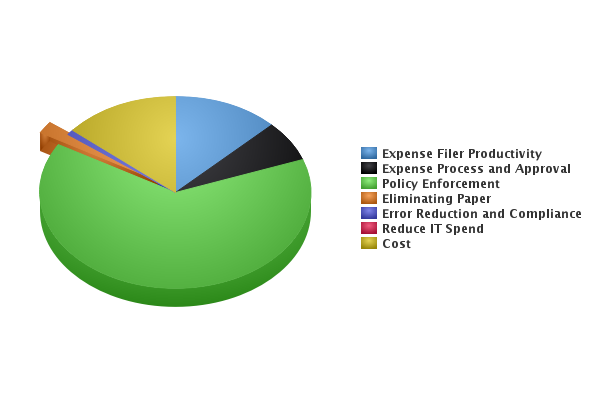 Expense Filer Productivity
Expense Process and Approval
Policy Enforcement
Eliminating Paper
Error Reduction and Compliance
Reduce IT Spend
Cost